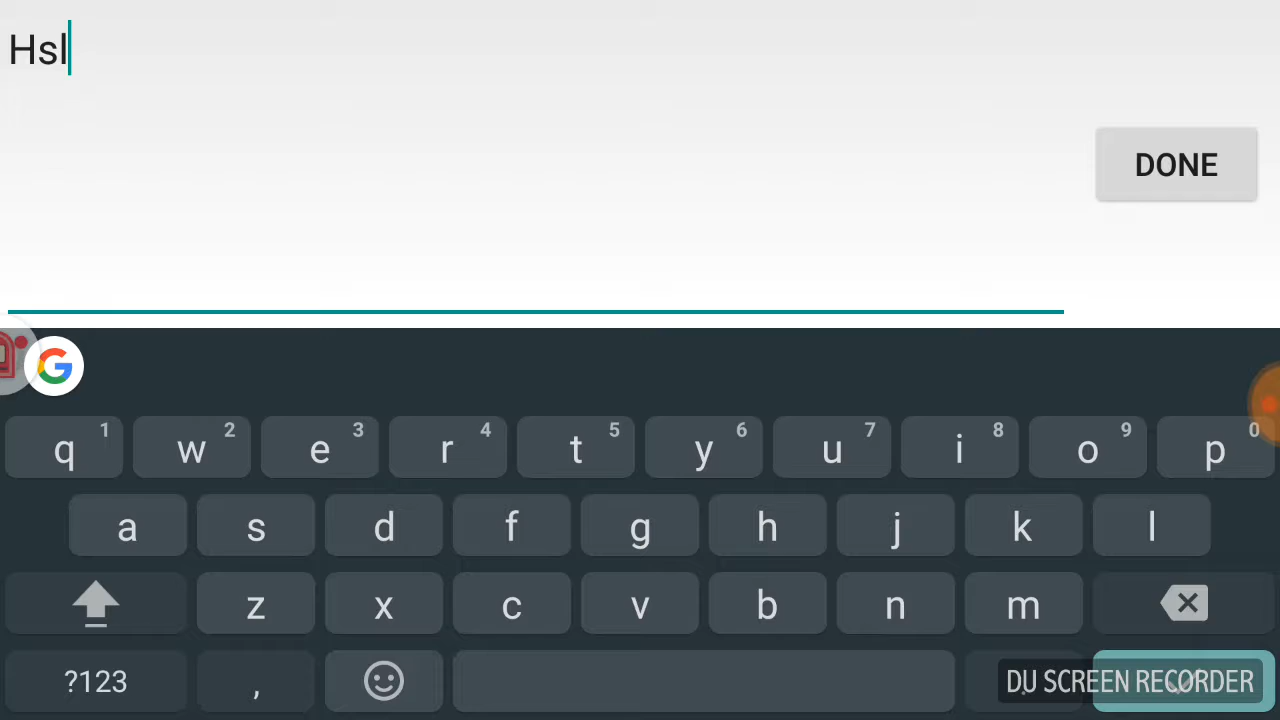 Hsl
DONE
q 1 w 2 e 3 r 4 t 5 y 6 u 7 i 8 o 9 p 0
a s d f g h j k l
z x c v b n m
?123 , .
DU SCREEN RECORDER